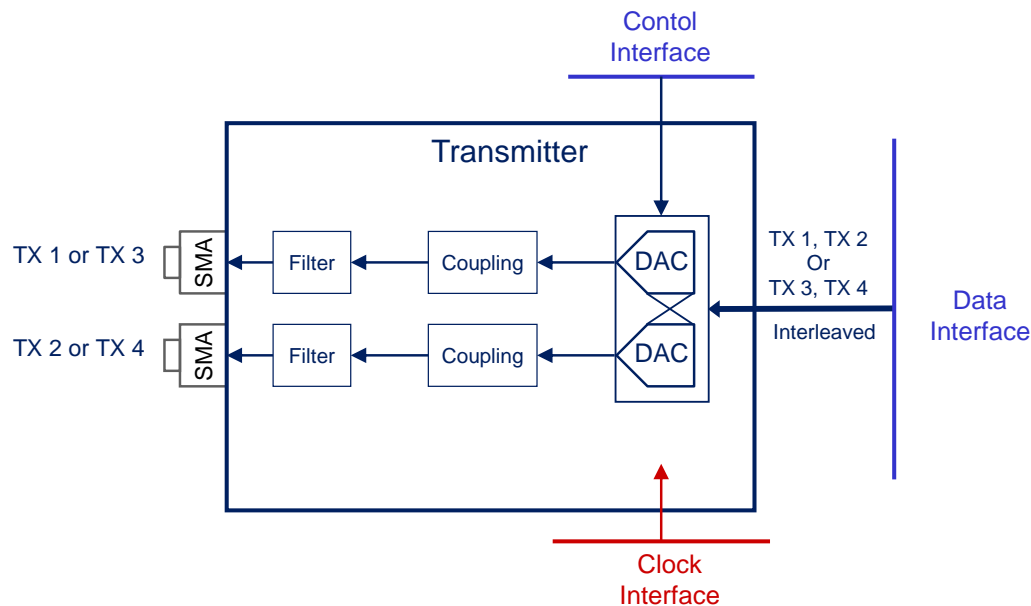 Contol
Interface
Transmitter
TX 1 or TX 3
SMA
Filter
Coupling
DAC
TX 1, TX 2
Or
TX 3, TX 4
Interleaved
Data
Interface
TX 2 or TX 4
SMA
Filter
Coupling
DAC
Clock
Interface